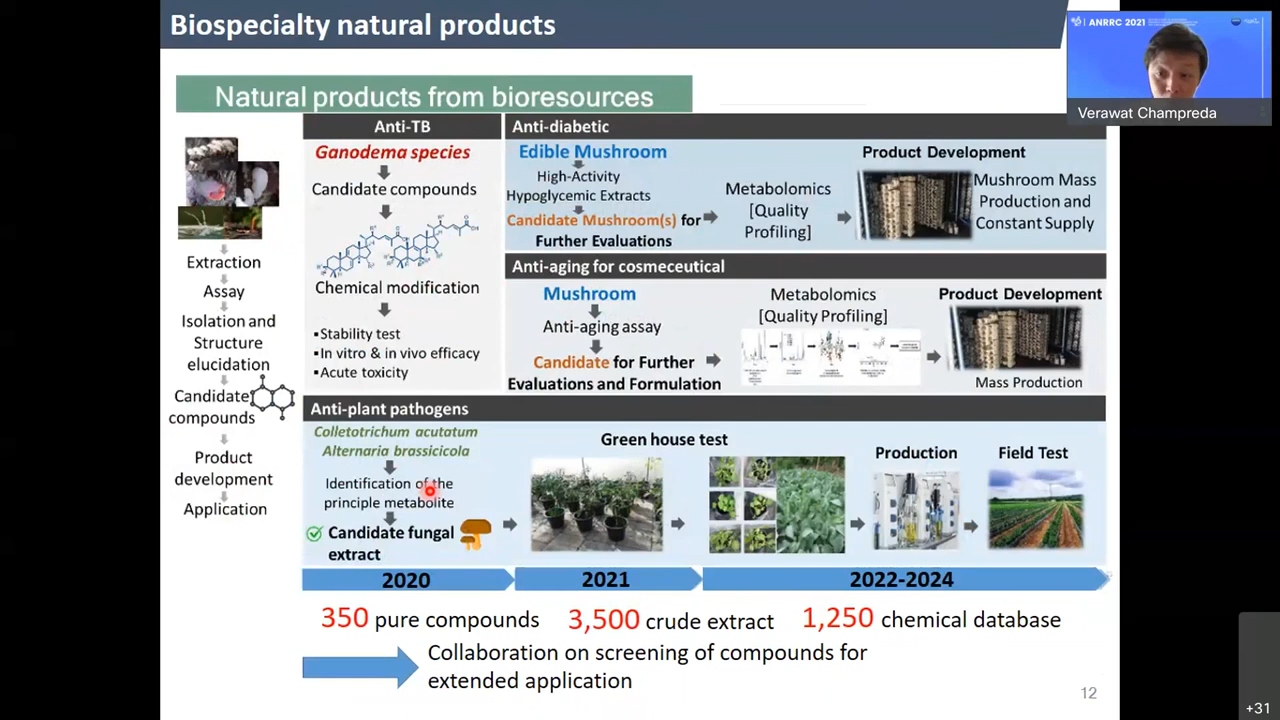 Biospecialty natural products
ANRRC 2021
Verawat Champreda
Natural products from bioresources
Extraction
Assay
Isolation and
Structure
elucidation
Candidate
compounds
Product
development
Application
Anti-TB
Ganodema species
Candidate compounds
Chemical modification
▪Stability test
▪In vitro & in vivo efficacy
▪Acute toxicity
Anti-diabetic
Edible Mushroom
High-Activity
Hypoglycemic Extracts
Candidate Mushroom(s) for
Further Evaluations
Metabolomics
[Quality
Profiling]
Product Development
Mushroom Mass
Production and
Constant Supply
Anti-aging for cosmeceutical
Mushroom
Anti-aging assay
Candidate for Further
Evaluations and Formulation
Metabolomics
[Quality Profiling]
Product Development
Mass Production
Anti-plant pathogens
Colletotrichum acutatum
Alternaria brassicicola
Identification of the
principle metabolite
Candidate fungal
extract
Green house test
Production
Field Test
2020
2021
2022-2024
350 pure compounds
3,500 crude extract
1,250 chemical database
Collaboration on screening of compounds for
extended application
12
+31